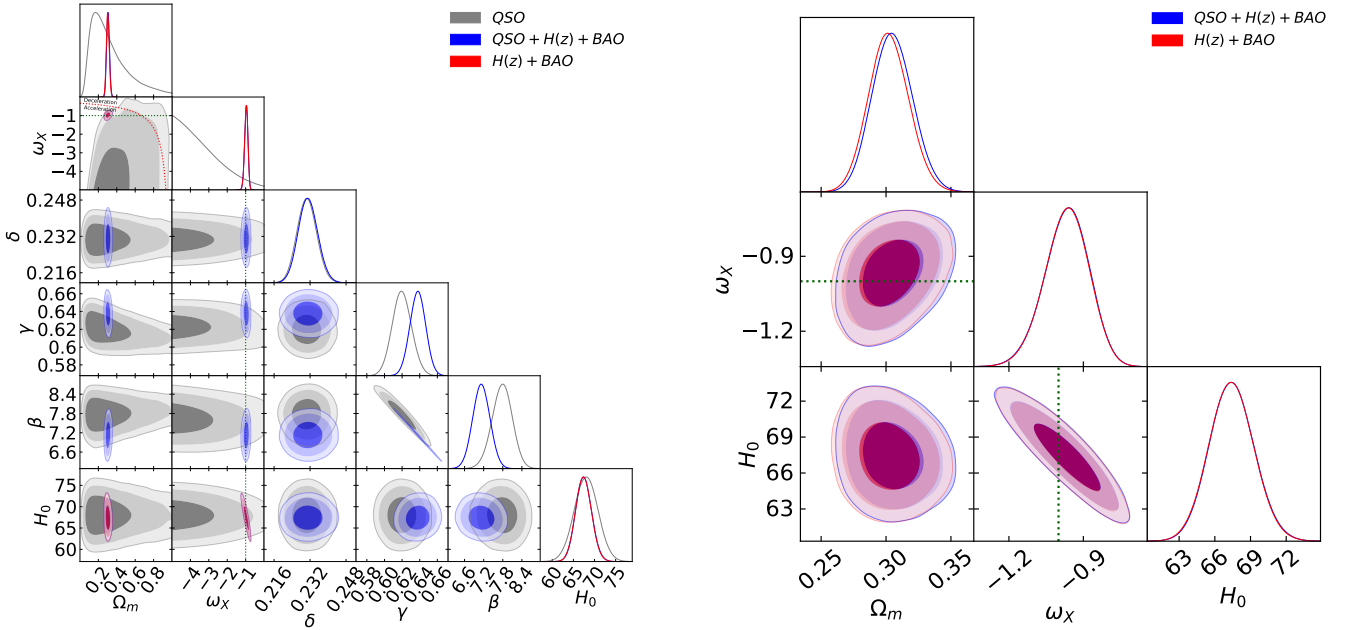 QSO
QSO + H(z) + BAO
H(z) + BAO
Deceleration
Acceleration
−1
−2
−3
−4
ω_X
0.248
0.232
0.216
δ
0.66
0.64
0.62
0.6
0.58
γ
8.4
7.8
7.2
6.6
β
75
70
65
60
H_0
0.2 0.4 0.6 0.8
Ω_m
−4 −3 −2 −1
ω_X
0.216 0.232 0.248
δ
0.58 0.60 0.62 0.64 0.66
γ
6.6 7.2 7.8 8.4
β
60 65 70 75
H_0
QSO + H(z) + BAO
H(z) + BAO
−0.9
−1.2
ω_X
72
69
66
63
H_0
0.25 0.30 0.35
Ω_m
−1.2 −0.9
ω_X
63 66 69 72
H_0